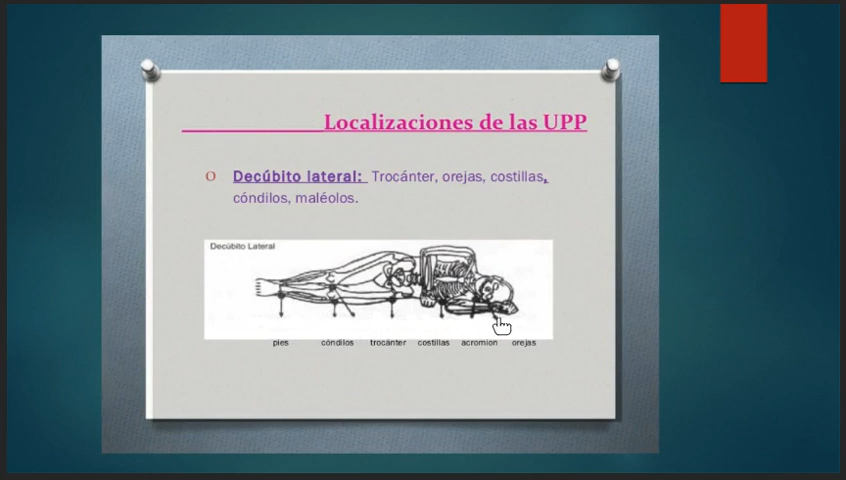 Localizaciones de las UPP
O Decúbito lateral: Trocánter, orejas, costillas,
cóndilos, maléolos.
Decúbito Lateral
pies cóndilos trocánter costillas acromion orejas